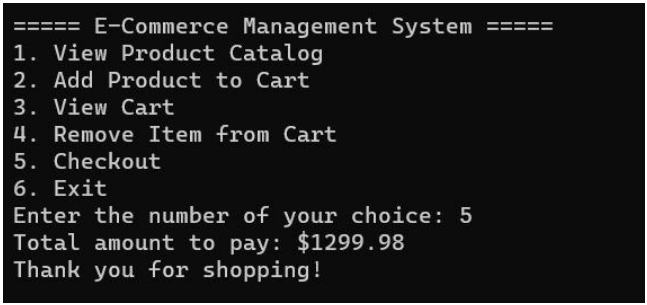 ===== E-Commerce Management System =====
1. View Product Catalog
2. Add Product to Cart
3. View Cart
4. Remove Item from Cart
5. Checkout
6. Exit
Enter the number of your choice: 5
Total amount to pay: $1299.98
Thank you for shopping!